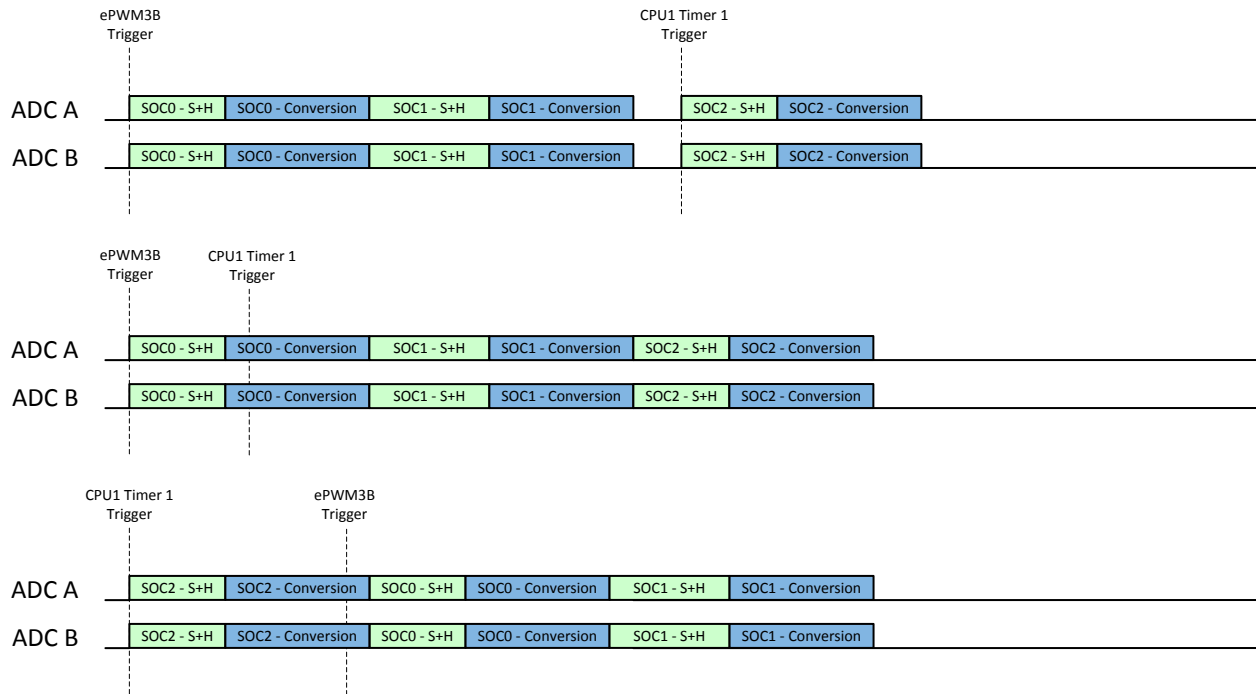 ePWM3B
Trigger
CPU1 Timer 1
Trigger
ADC A
SOC0 - S+H
SOC0 - Conversion
SOC1 - S+H
SOC1 - Conversion
SOC2 - S+H
SOC2 - Conversion
ADC B
SOC0 - S+H
SOC0 - Conversion
SOC1 - S+H
SOC1 - Conversion
SOC2 - S+H
SOC2 - Conversion
ePWM3B
Trigger
CPU1 Timer 1
Trigger
ADC A
SOC0 - S+H
SOC0 - Conversion
SOC1 - S+H
SOC1 - Conversion
SOC2 - S+H
SOC2 - Conversion
ADC B
SOC0 - S+H
SOC0 - Conversion
SOC1 - S+H
SOC1 - Conversion
SOC2 - S+H
SOC2 - Conversion
CPU1 Timer 1
Trigger
ePWM3B
Trigger
ADC A
SOC2 - S+H
SOC2 - Conversion
SOC0 - S+H
SOC0 - Conversion
SOC1 - S+H
SOC1 - Conversion
ADC B
SOC2 - S+H
SOC2 - Conversion
SOC0 - S+H
SOC0 - Conversion
SOC1 - S+H
SOC1 - Conversion